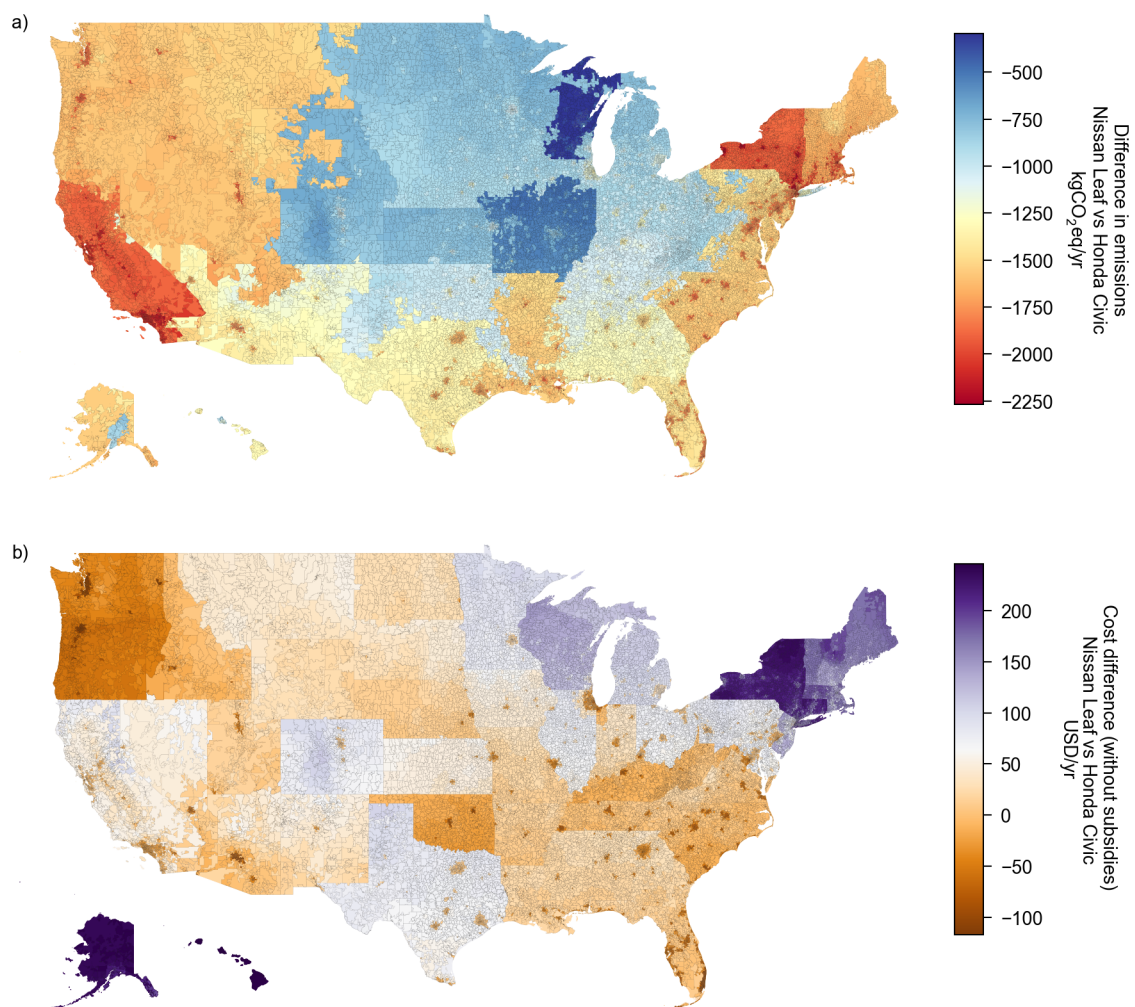 a)
−500
−750
−1000
−1250
−1500
−1750
−2000
−2250
Difference in emissions
Nissan Leaf vs Honda Civic
kgCO₂eq/yr
b)
200
150
100
50
0
−50
−100
Cost difference (without subsidies)
Nissan Leaf vs Honda Civic
USD/yr